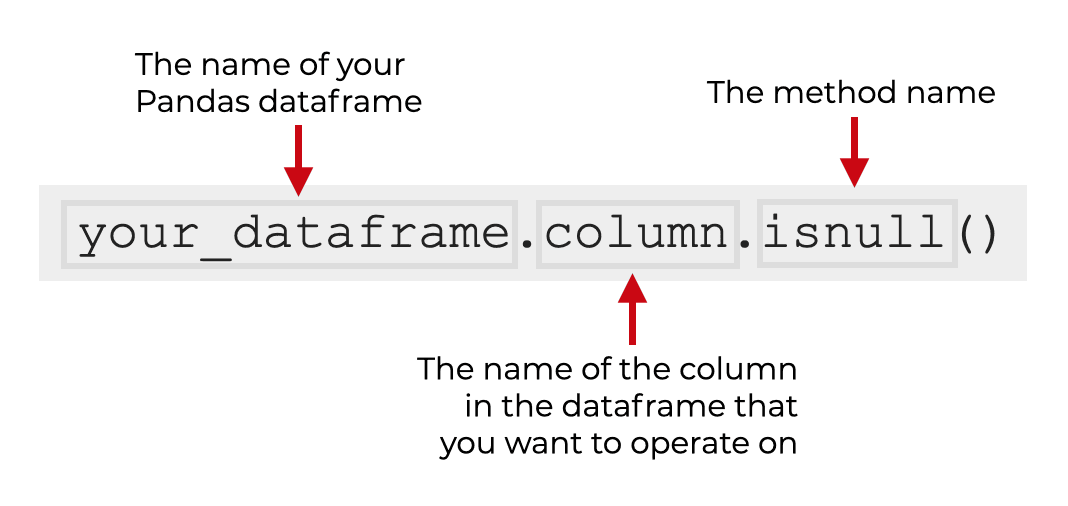 The name of your
Pandas dataframe
The method name
your_dataframe.column.isnull()
The name of the column
in the dataframe that
you want to operate on